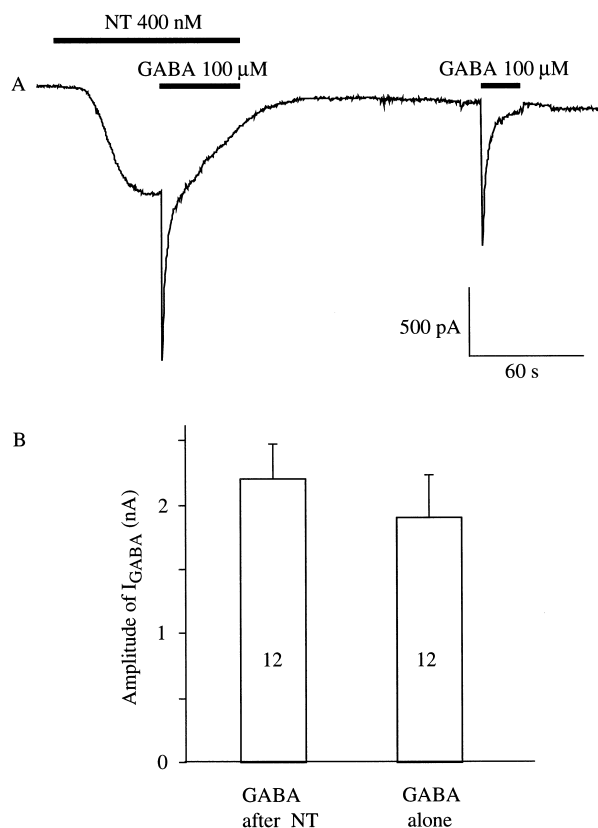 NT 400 nM
A
GABA 100 µM
GABA 100 µM
500 pA
60 s
B
Amplitude of I_GABA (nA)
2
1
0
12
12
GABA after NT
GABA alone